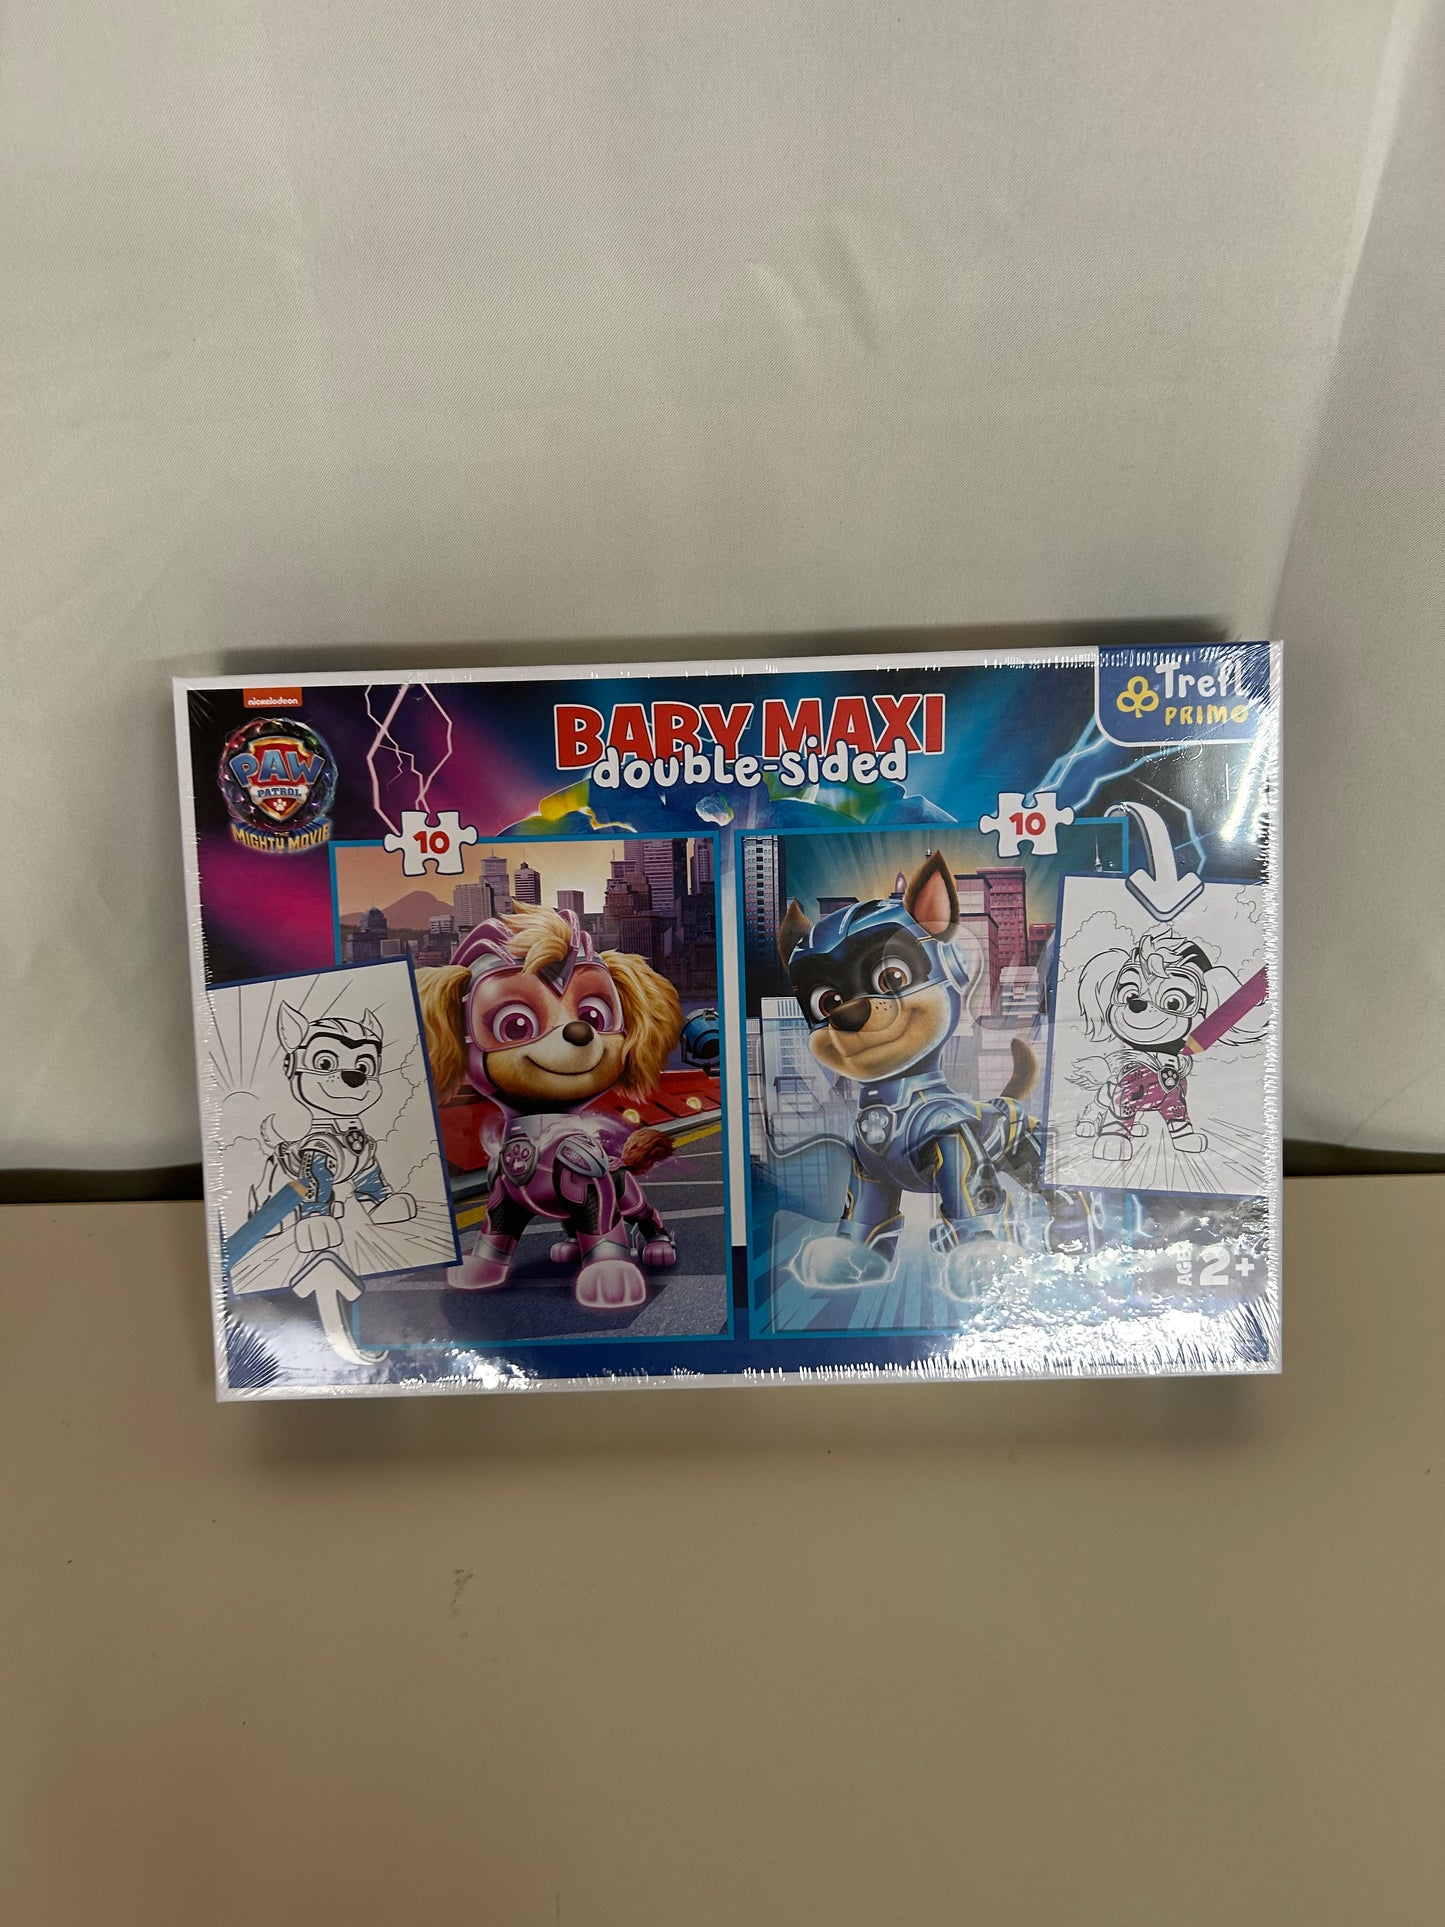 nickelodeon
PAW
PATROL
THE
MIGHTY MOVIE
BABY MAXI
double-sided
Trefl
PRIMO
10
10
AGE
2+